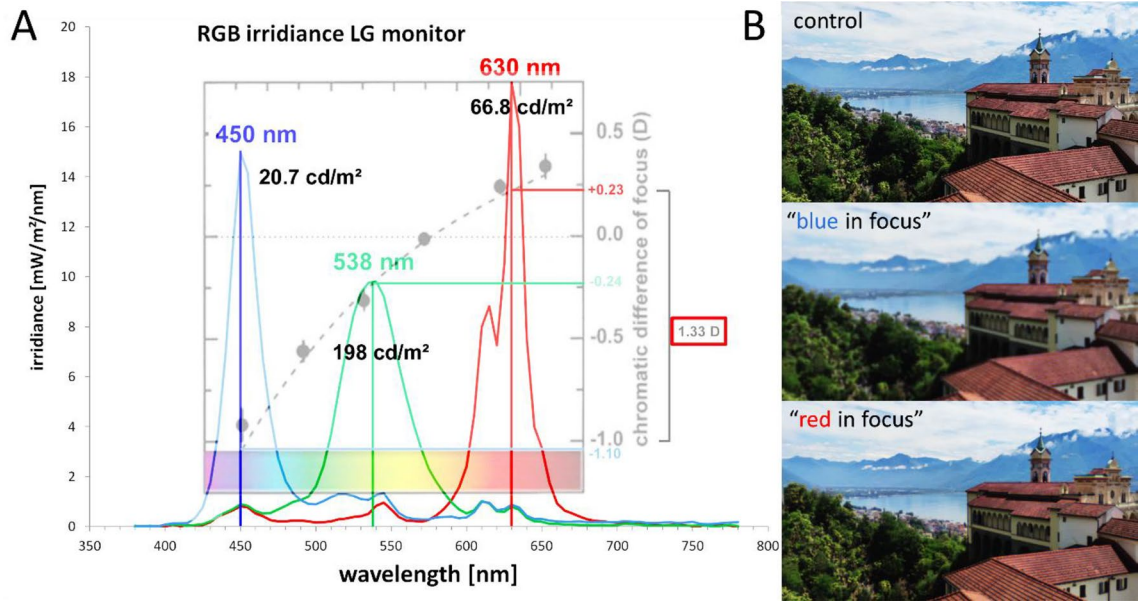 A
RGB irridiance LG monitor
irridiance [mW/m²/nm]
20
18
16
14
12
10
8
6
4
2
0
450 nm
20.7 cd/m²
538 nm
198 cd/m²
630 nm
66.8 cd/m²
0.5
0.0
-0.5
-1.0
+0.23
-0.24
-1.10
chromatic difference of focus (D)
1.33 D
350
400
450
500
550
600
650
700
750
800
wavelength [nm]
B
control
“blue in focus”
“red in focus”